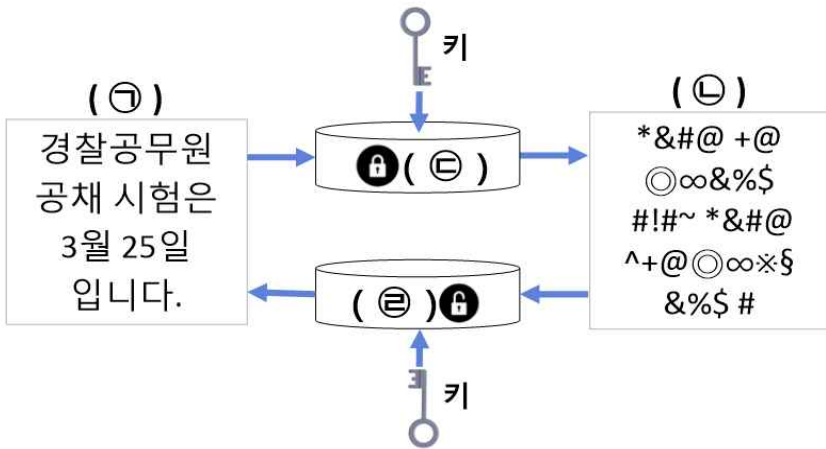 키
( ㉠ )
경찰공무원
공채 시험은
3월 25일
입니다.
( ㉢ )
( ㉡ )
*&#@ +@
◎∞&%$
#!#~ *&#@
^+@◎∞※§
&%$ #
( ㉣ )
키